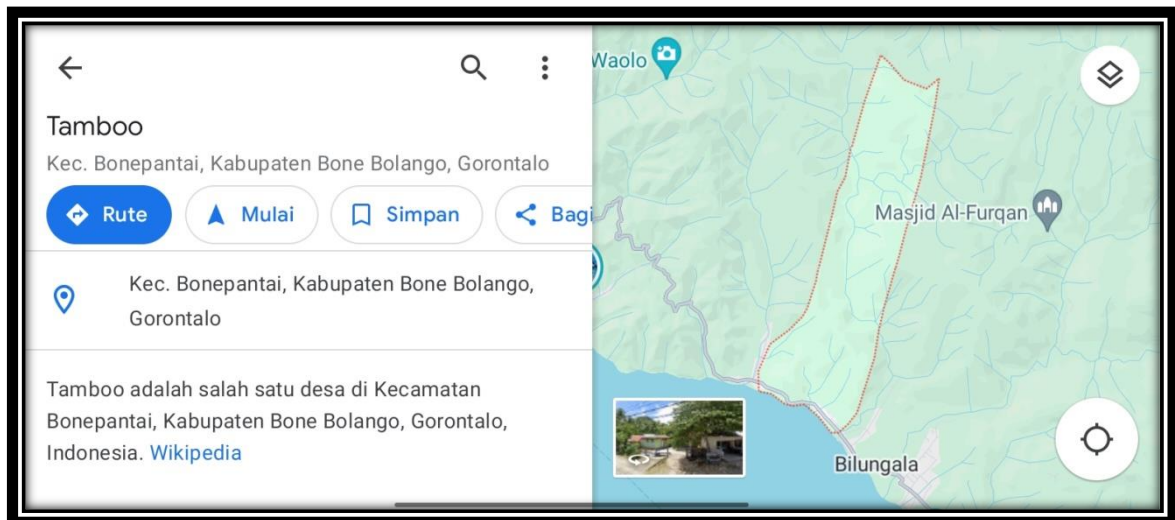 Tamboo
Kec. Bonepantai, Kabupaten Bone Bolango, Gorontalo
Rute
Mulai
Simpan
Bagi
Kec. Bonepantai, Kabupaten Bone Bolango,
Gorontalo
Tamboo adalah salah satu desa di Kecamatan
Bonepantai, Kabupaten Bone Bolango, Gorontalo,
Indonesia. Wikipedia
Waolo
Masjid Al-Furqan
Bilungala